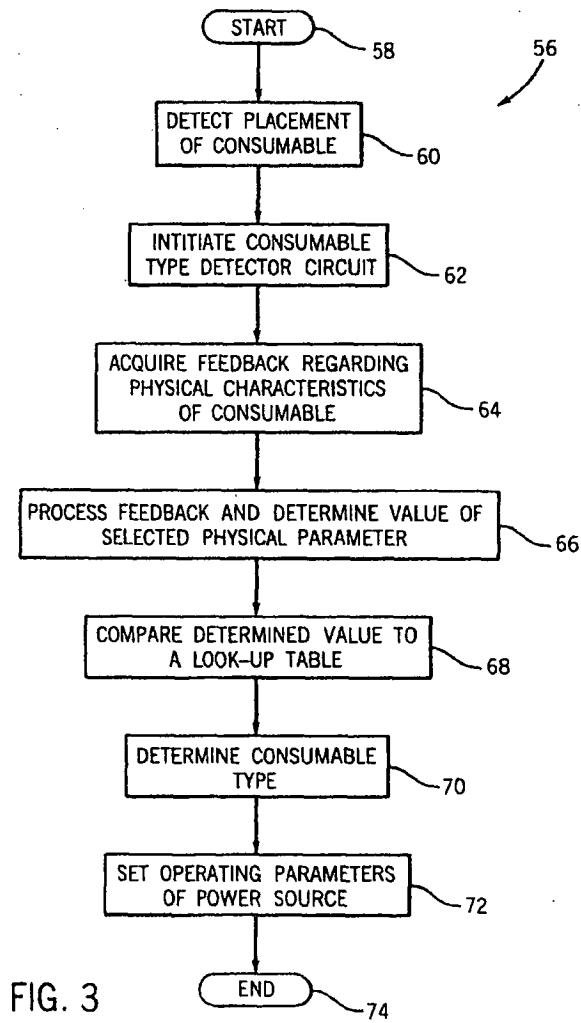 START
58
56
DETECT PLACEMENT
OF CONSUMABLE
60
INTITIATE CONSUMABLE
TYPE DETECTOR CIRCUIT
62
ACQUIRE FEEDBACK REGARDING
PHYSICAL CHARACTERISTICS
OF CONSUMABLE
64
PROCESS FEEDBACK AND DETERMINE VALUE OF
SELECTED PHYSICAL PARAMETER
66
COMPARE DETERMINED VALUE TO
A LOOK-UP TABLE
68
DETERMINE CONSUMABLE
TYPE
70
SET OPERATING PARAMETERS
OF POWER SOURCE
72
END
74
FIG. 3